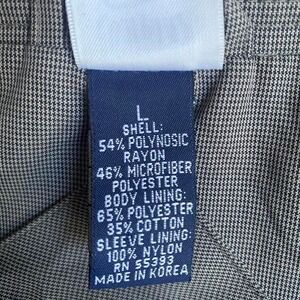 L
SHELL:
54% POLYNOSIC
RAYON
46% MICROFIBER
POLYESTER
BODY LINING:
65% POLYESTER
35% COTTON
SLEEVE LINING:
100% NYLON
RN 55393
MADE IN KOREA